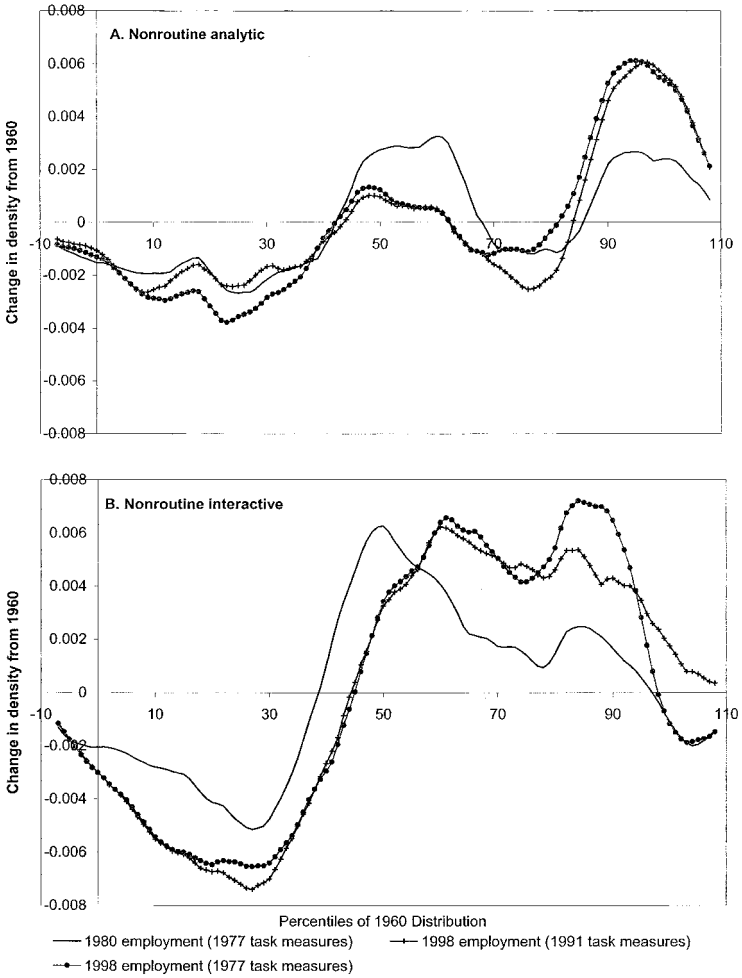 0.008
A. Nonroutine analytic
0.006
0.004
0.002
0
-10 10 30 50 70 90 110
-0.002
-0.004
-0.006
-0.008
Change in density from 1960
0.008
B. Nonroutine interactive
0.006
0.004
0.002
0
-10 10 30 50 70 90 110
-0.002
-0.004
-0.006
-0.008
Change in density from 1960
Percentiles of 1960 Distribution
1980 employment (1977 task measures) 1998 employment (1991 task measures)
1998 employment (1977 task measures)